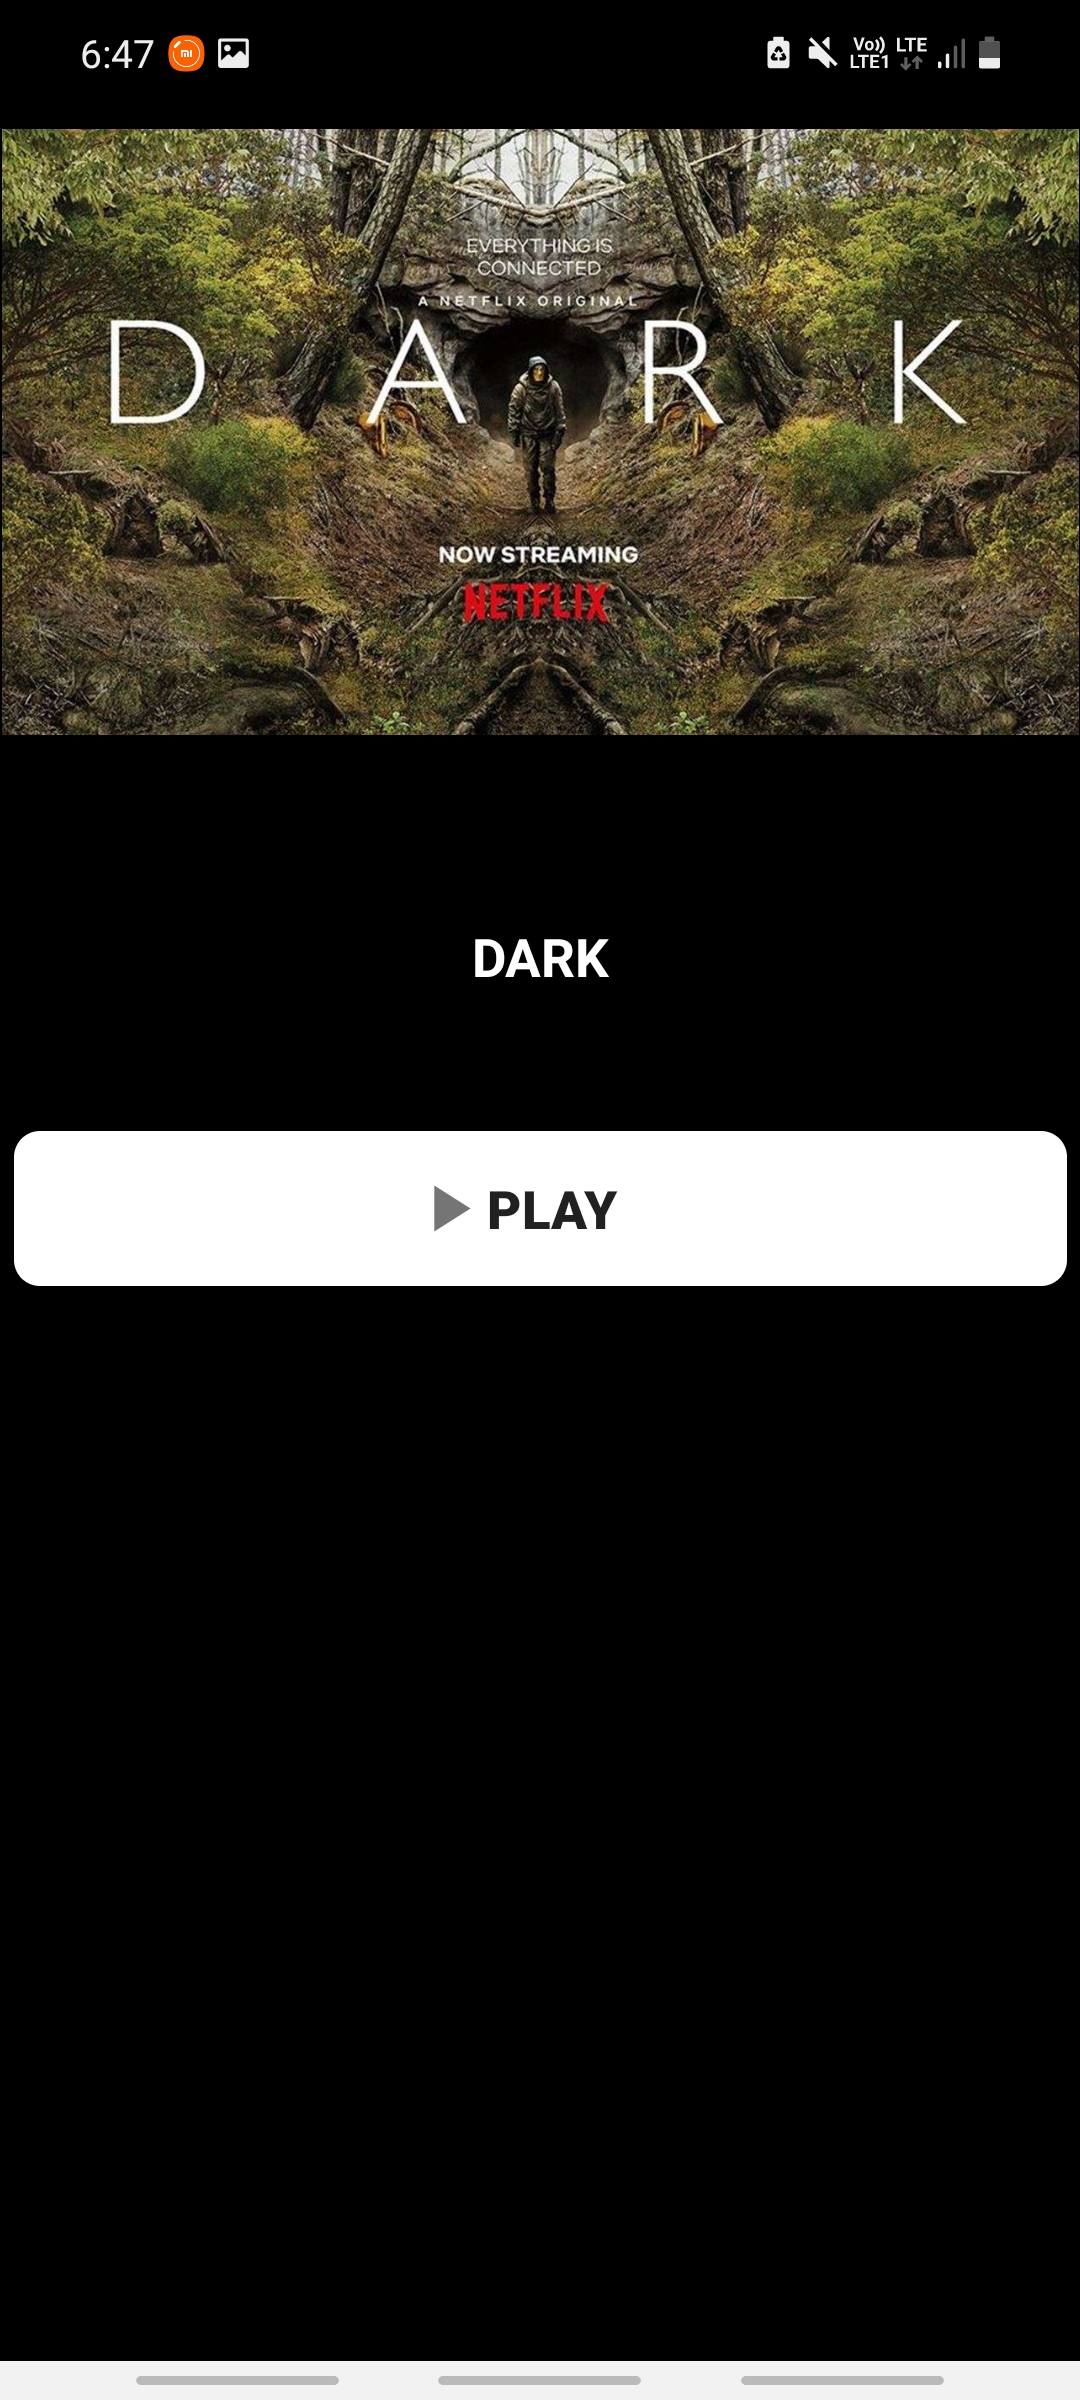 6:47
mi
Vo))
LTE1
LTE
EVERYTHING IS
CONNECTED
A NETFLIX ORIGINAL
DARK
NOW STREAMING
NETFLIX
DARK
PLAY